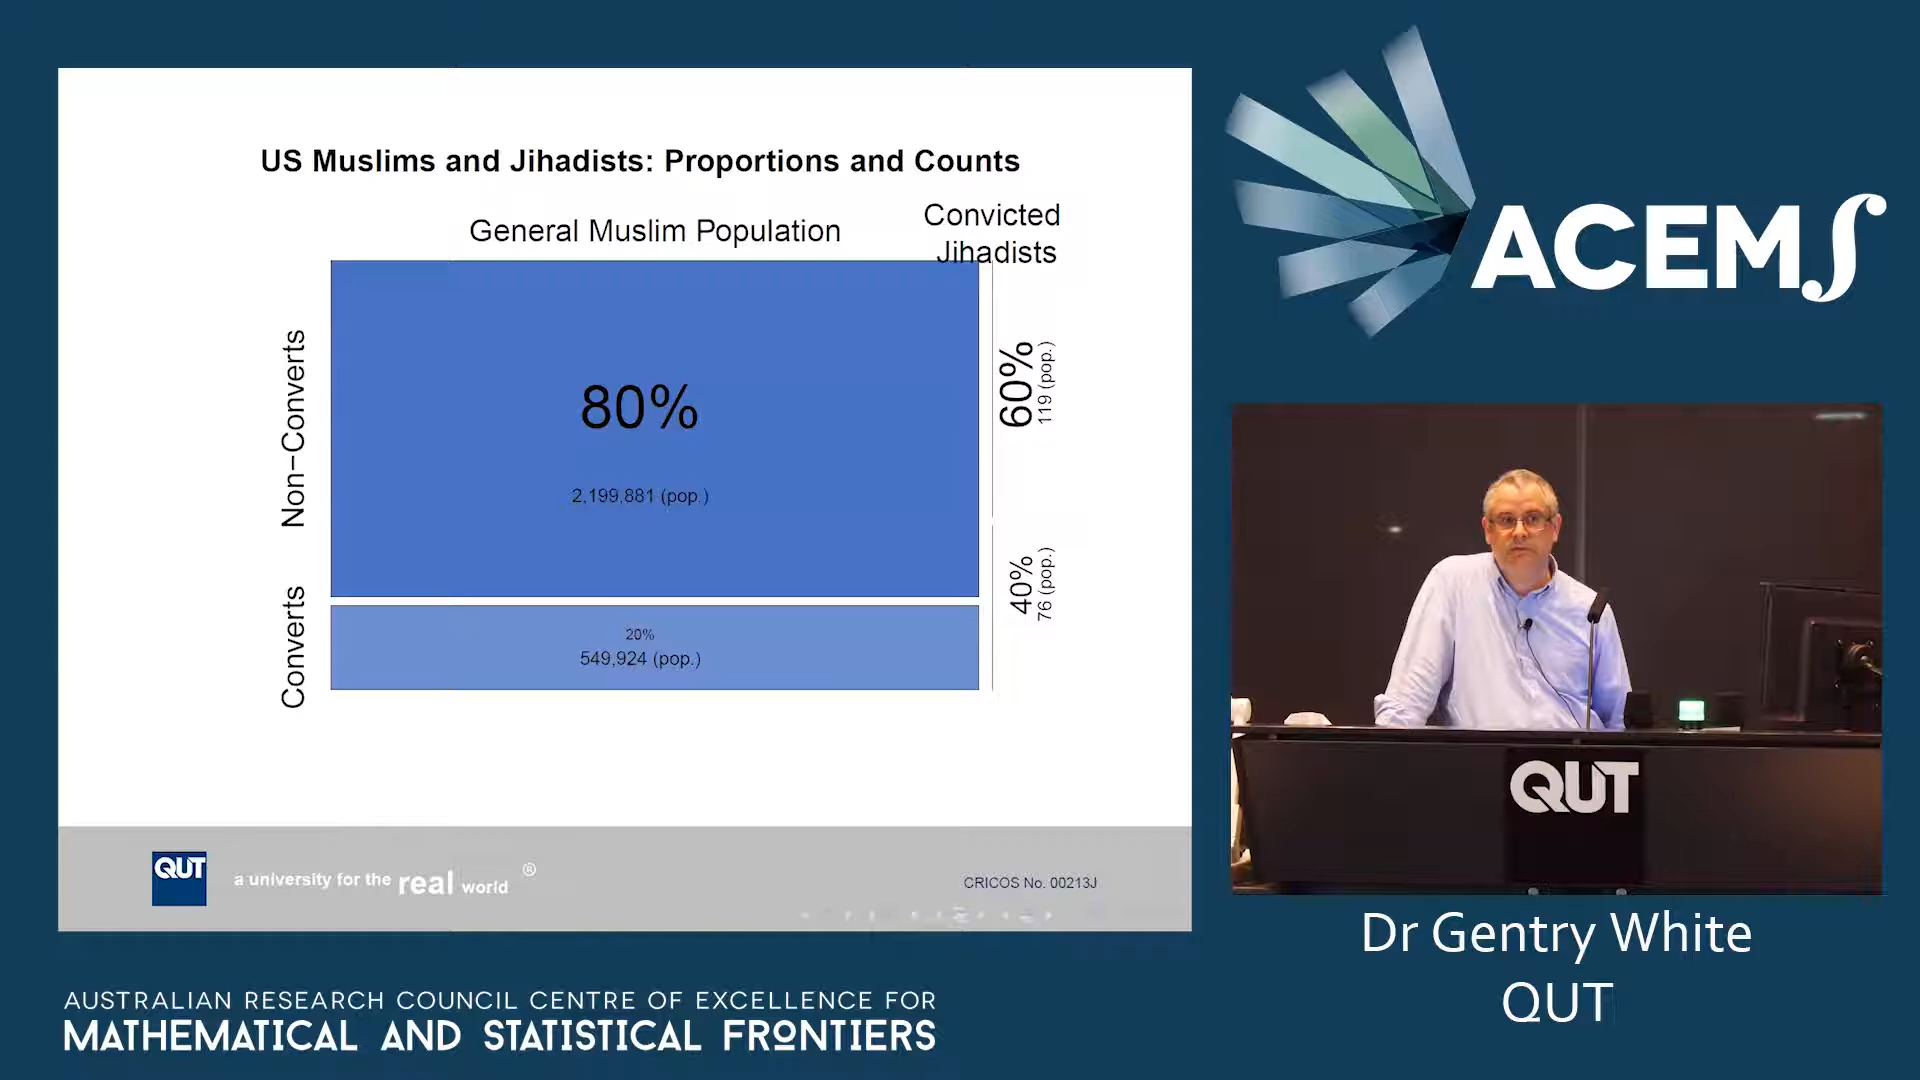 US Muslims and Jihadists: Proportions and Counts
General Muslim Population
Convicted
Jihadists
Non-Converts
80%
2,199,881 (pop.)
60%
119 (pop.)
Converts
20%
549,924 (pop.)
40%
76 (pop.)
QUT
a university for the real world ®
CRICOS No. 00213J
ACEMS
QUT
Dr Gentry White
QUT
AUSTRALIAN RESEARCH COUNCIL CENTRE OF EXCELLENCE FOR
MATHEMATICAL AND STATISTICAL FRONTIERS